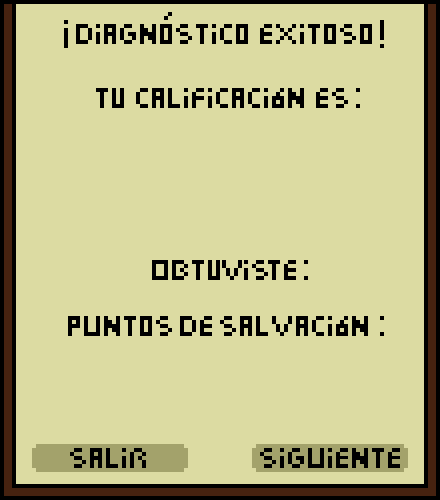 ¡DiAGNÓSTiCO EXiTOSO!
TU CALiFiCACiÓN ES:
OBTUViSTE:
PUNTOS DE SALVACiÓN :
SALiR
SiGUiENTE